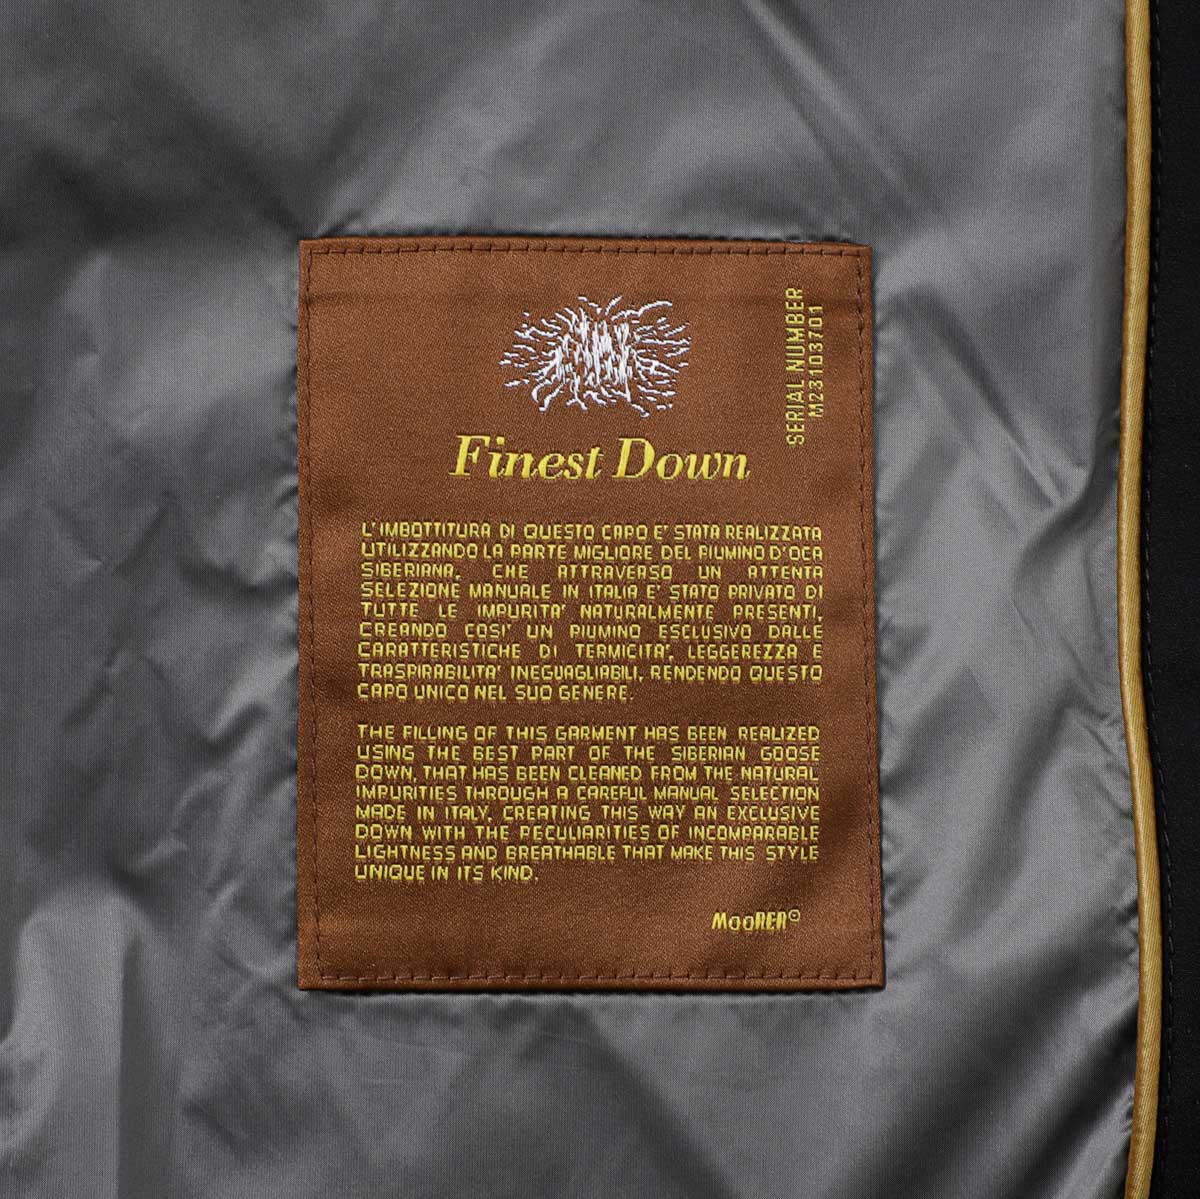 SERIAL NUMBER
M23103701
Finest Down
L'IMBOTTITURA DI QUESTO CAPO E' STATA REALIZZATA
UTILIZZANDO LA PARTE MIGLIORE DEL PIUMINO D'OCA
SIBERIANA, CHE ATTRAVERSO UN ATTENTA
SELEZIONE MANUALE IN ITALIA E' STATO PRIVATO DI
TUTTE LE IMPURITA' NATURALMENTE PRESENTI,
CREANDO COSI' UN PIUMINO ESCLUSIVO DALLE
CARATTERISTICHE DI TERMICITA', LEGGEREZZA E
TRASPIRABILITA' INEGUAGLIABILI, RENDENDO QUESTO
CAPO UNICO NEL SUO GENERE.
THE FILLING OF THIS GARMENT HAS BEEN REALIZED
USING THE BEST PART OF THE SIBERIAN GOOSE
DOWN, THAT HAS BEEN CLEANED FROM THE NATURAL
IMPURITIES THROUGH A CAREFUL MANUAL SELECTION
MADE IN ITALY, CREATING THIS WAY AN EXCLUSIVE
DOWN WITH THE PECULIARITIES OF INCOMPARABLE
LIGHTNESS AND BREATHABLE THAT MAKE THIS STYLE
UNIQUE IN ITS KIND.
MooRER©